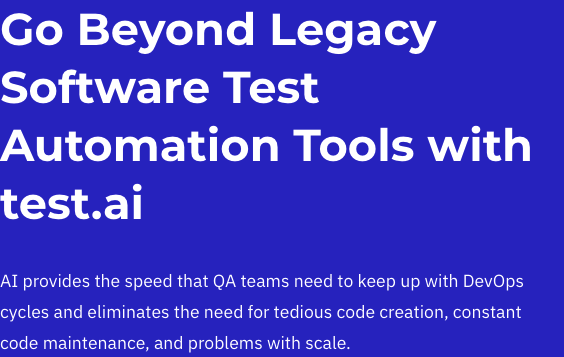 Go Beyond Legacy
Software Test
Automation Tools with
test.ai
AI provides the speed that QA teams need to keep up with DevOps
cycles and eliminates the need for tedious code creation, constant
code maintenance, and problems with scale.